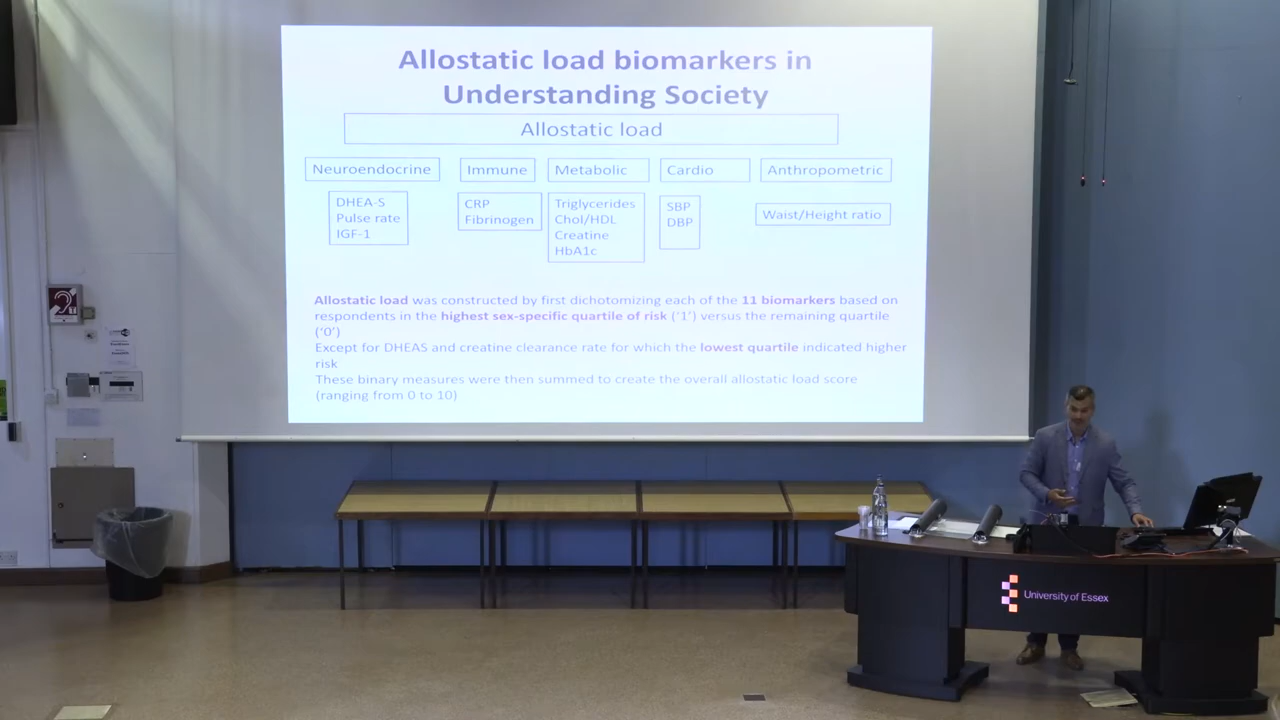 Allostatic load biomarkers in
Understanding Society
Allostatic load
Neuroendocrine
Immune
Metabolic
Cardio
Anthropometric
DHEA-S
Pulse rate
IGF-1
CRP
Fibrinogen
Triglycerides
Chol/HDL
Creatine
HbA1c
SBP
DBP
Waist/Height ratio
Allostatic load was constructed by first dichotomizing each of the 11 biomarkers based on
respondents in the highest sex-specific quartile of risk ('1') versus the remaining quartile
('0')
Except for DHEAS and creatine clearance rate for which the lowest quartile indicated higher
risk
These binary measures were then summed to create the overall allostatic load score
(ranging from 0 to 10)
University of Essex